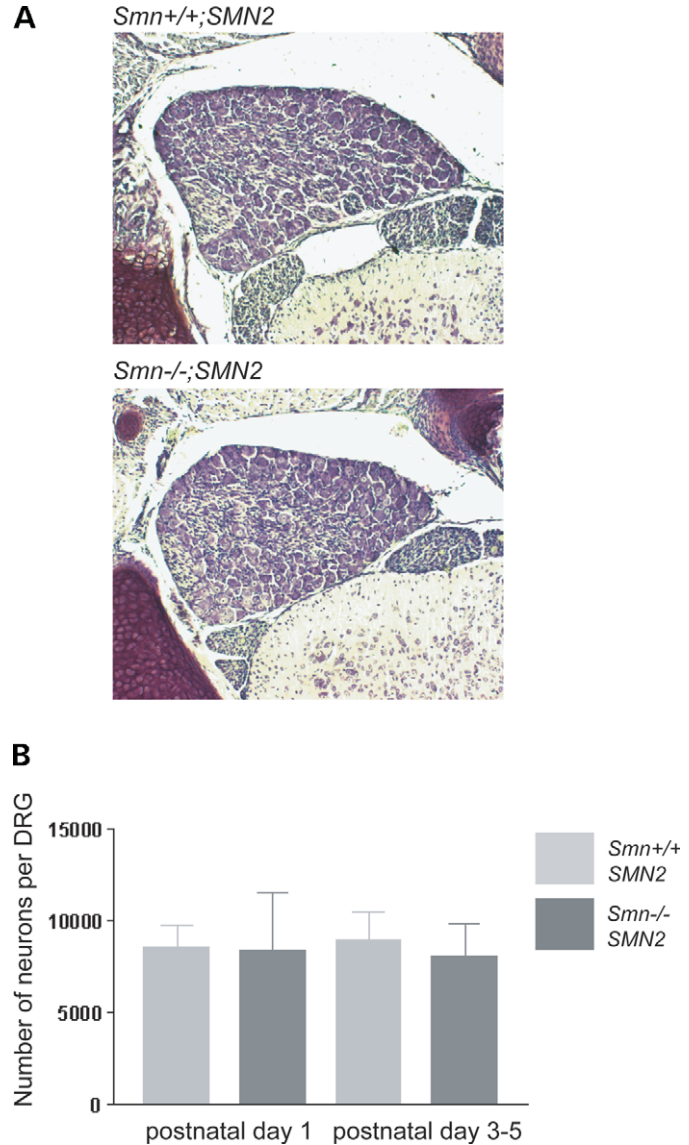 A
Smn+/+;SMN2
Smn-/-;SMN2
B
Number of neurons per DRG
15000
10000
5000
0
postnatal day 1
postnatal day 3-5
Smn+/+
SMN2
Smn-/-
SMN2